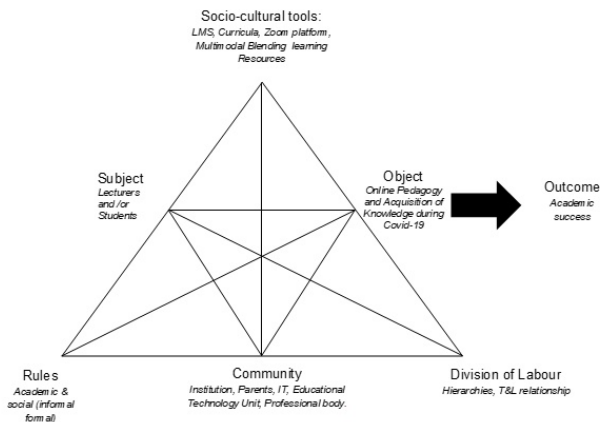 Socio-cultural tools:
LMS, Curricula, Zoom platform,
Multimodal Blending learning
Resources
Subject
Lecturers
and /or
Students
Object
Online Pedagogy
and Acquisition of
Knowledge during
Covid-19
Outcome
Academic
success
Rules
Academic &
social (informal
formal)
Community
Institution, Parents, IT, Educational
Technology Unit, Professional body.
Division of Labour
Hierarchies, T&L relationship